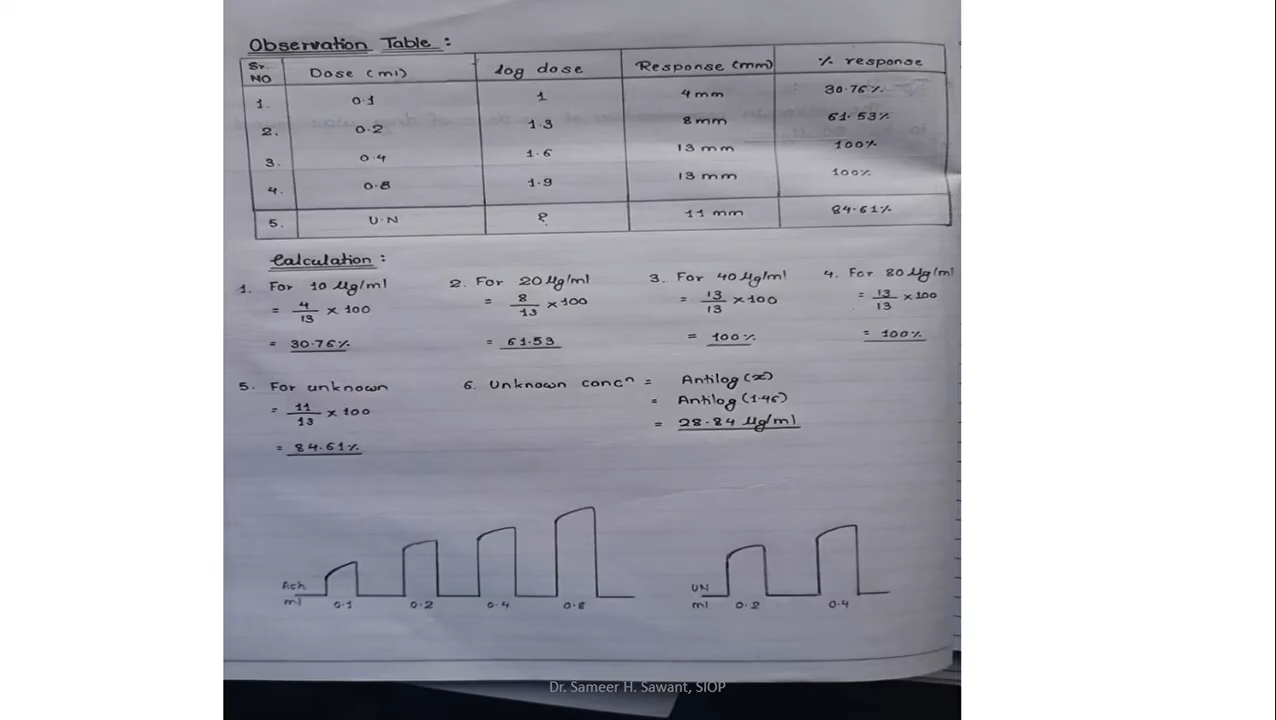 Observation Table :
Sr. NO Dose (ml) log dose Response (mm) % response
1. 0.1 1 4 mm 30.76%
2. 0.2 1.3 8 mm 61.53%
3. 0.4 1.6 13 mm 100%
4. 0.8 1.9 13 mm 100%
5. U.N ? 11 mm 84.61%
Calculation :
1. For 10 μg/ml 2. For 20 μg/ml 3. For 40 μg/ml 4. For 80 μg/ml
= 4/13 x 100 = 8/13 x 100 = 13/13 x 100 = 13/13 x 100
= 30.76% = 61.53 = 100% = 100%
5. For unknown 6. Unknown concn = Antilog (x)
= 11/13 x 100 = Antilog (1.46)
= 84.61% = 28.84 μg/ml
Ach UN
ml 0.1 0.2 0.4 0.8 ml 0.2 0.4
Dr. Sameer H. Sawant, SIOP